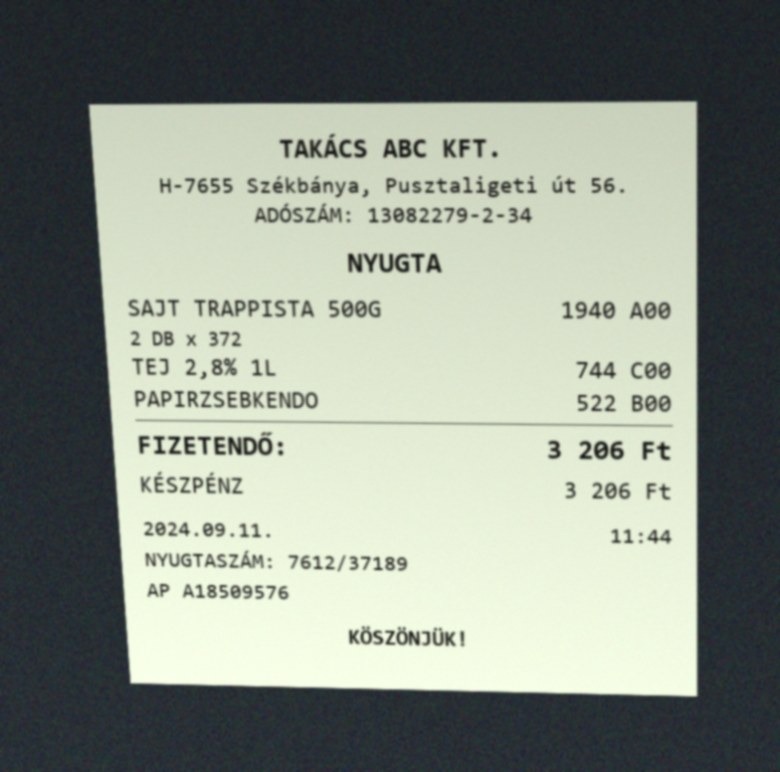 TAKÁCS ABC KFT.
H-7655 Székbánya, Pusztaligeti út 56.
ADÓSZÁM: 13082279-2-34
NYUGTA
SAJT TRAPPISTA 500G 1940 A00
2 DB x 372
TEJ 2,8% 1L 744 C00
PAPIRZSEBKENDO 522 B00
FIZETENDŐ: 3 206 Ft
KÉSZPÉNZ 3 206 Ft
2024.09.11. 11:44
NYUGTASZÁM: 7612/37189
AP A18509576
KÖSZÖNJÜK!